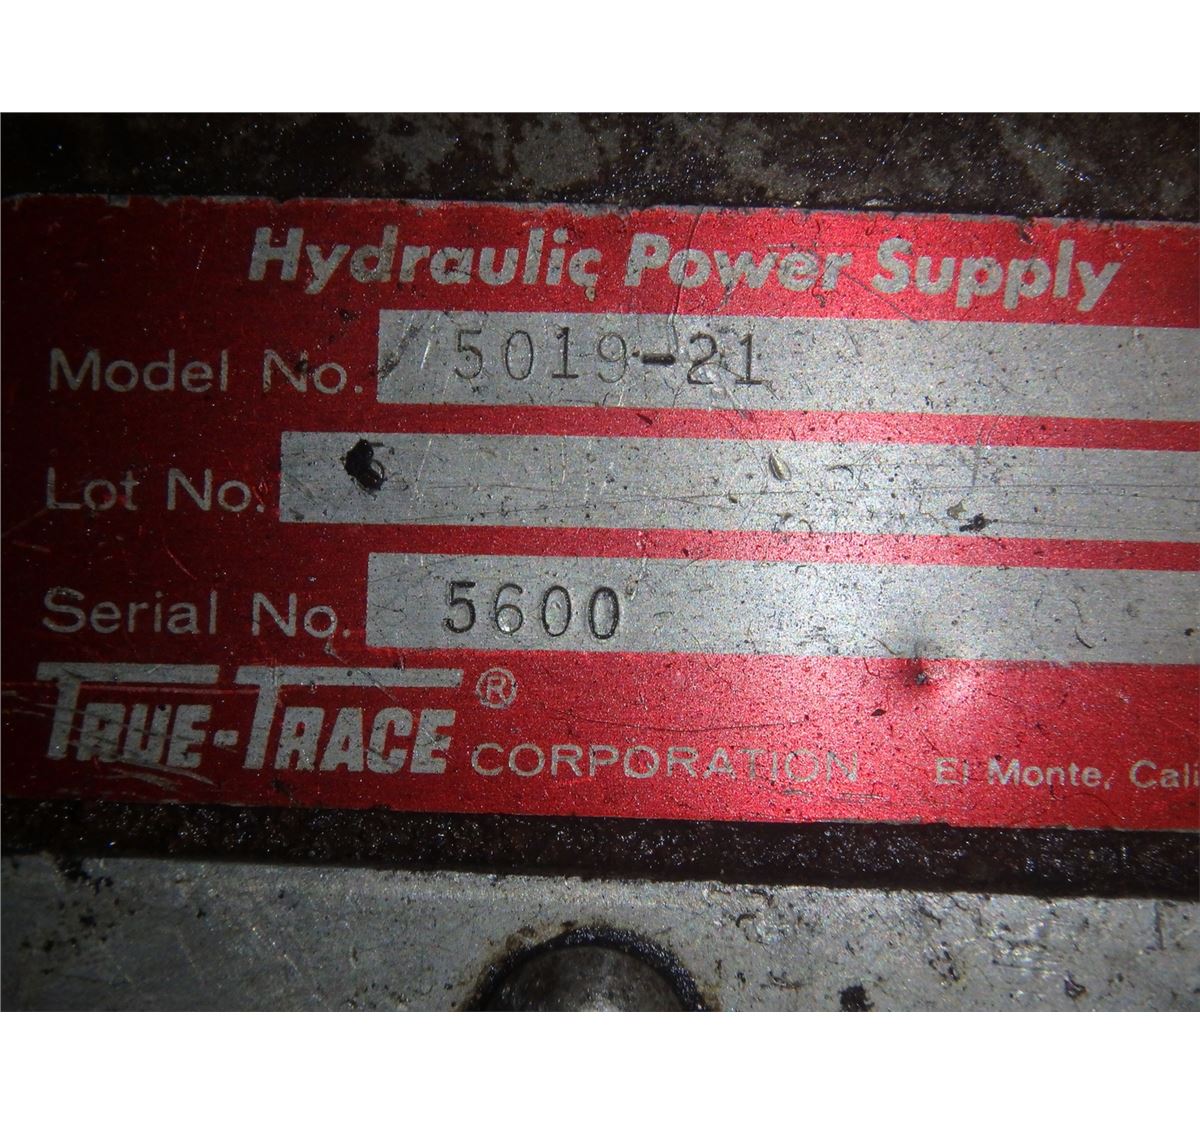 Hydraulic Power Supply
Model No. 5019-21
Lot No.
Serial No. 5600
TRUE-TRACE ® CORPORATION El Monte, Cali